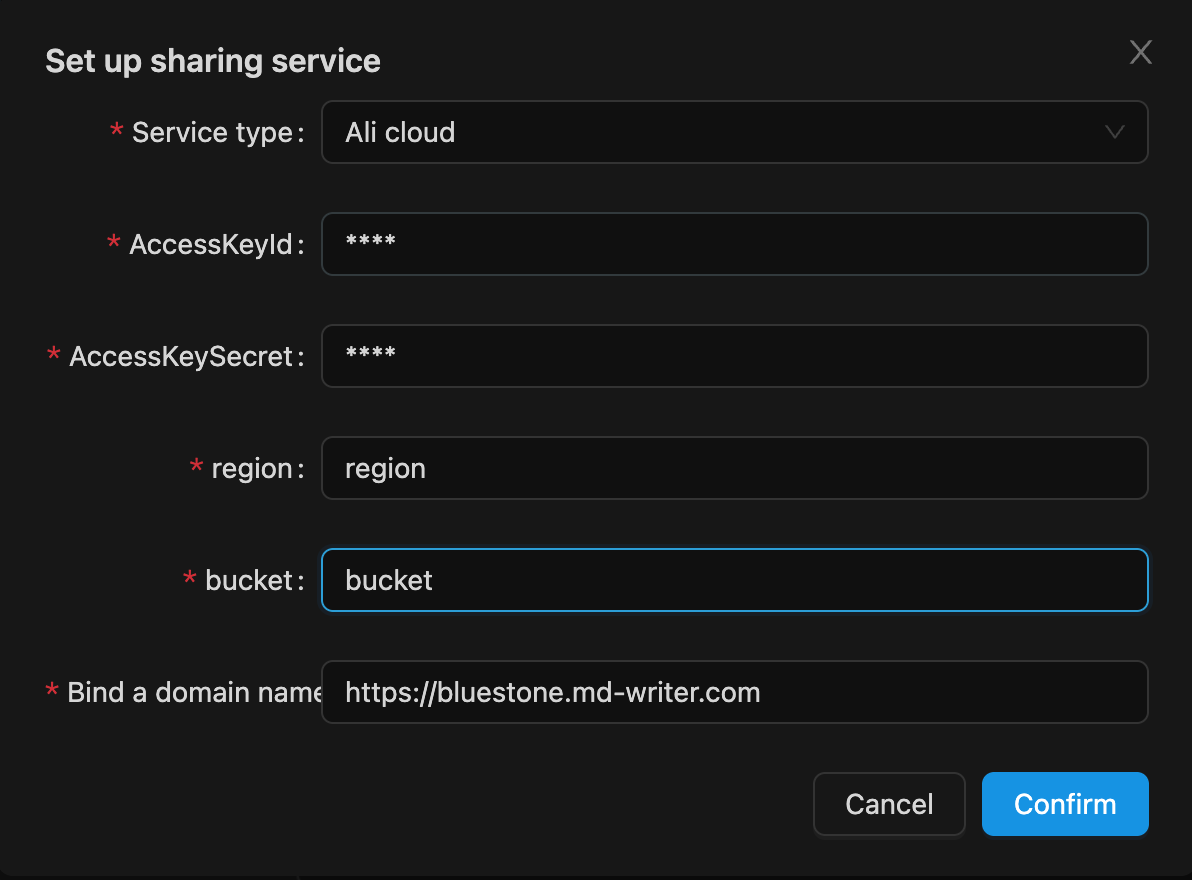 Set up sharing service
* Service type: Ali cloud
* AccessKeyId: ****
* AccessKeySecret: ****
* region: region
* bucket: bucket
* Bind a domain name https://bluestone.md-writer.com
Cancel Confirm